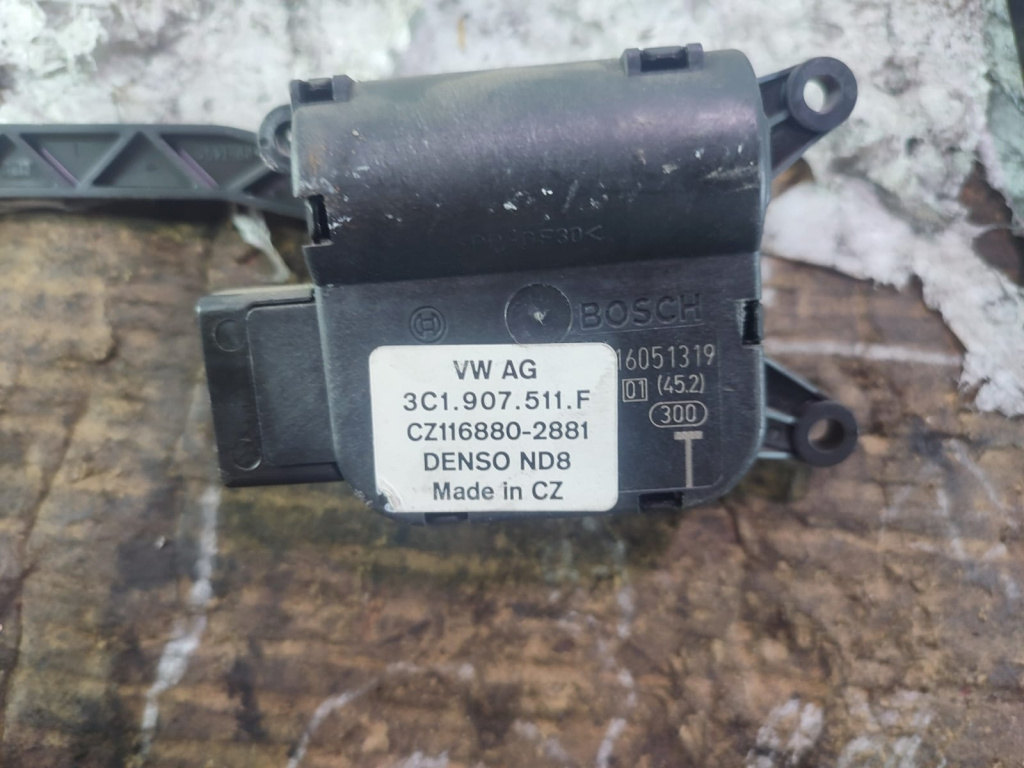 BOSCH
VW AG
3C1.907.511.F
CZ116880-2881
DENSO ND8
Made in CZ
16051319
01 (45.2)
300
T